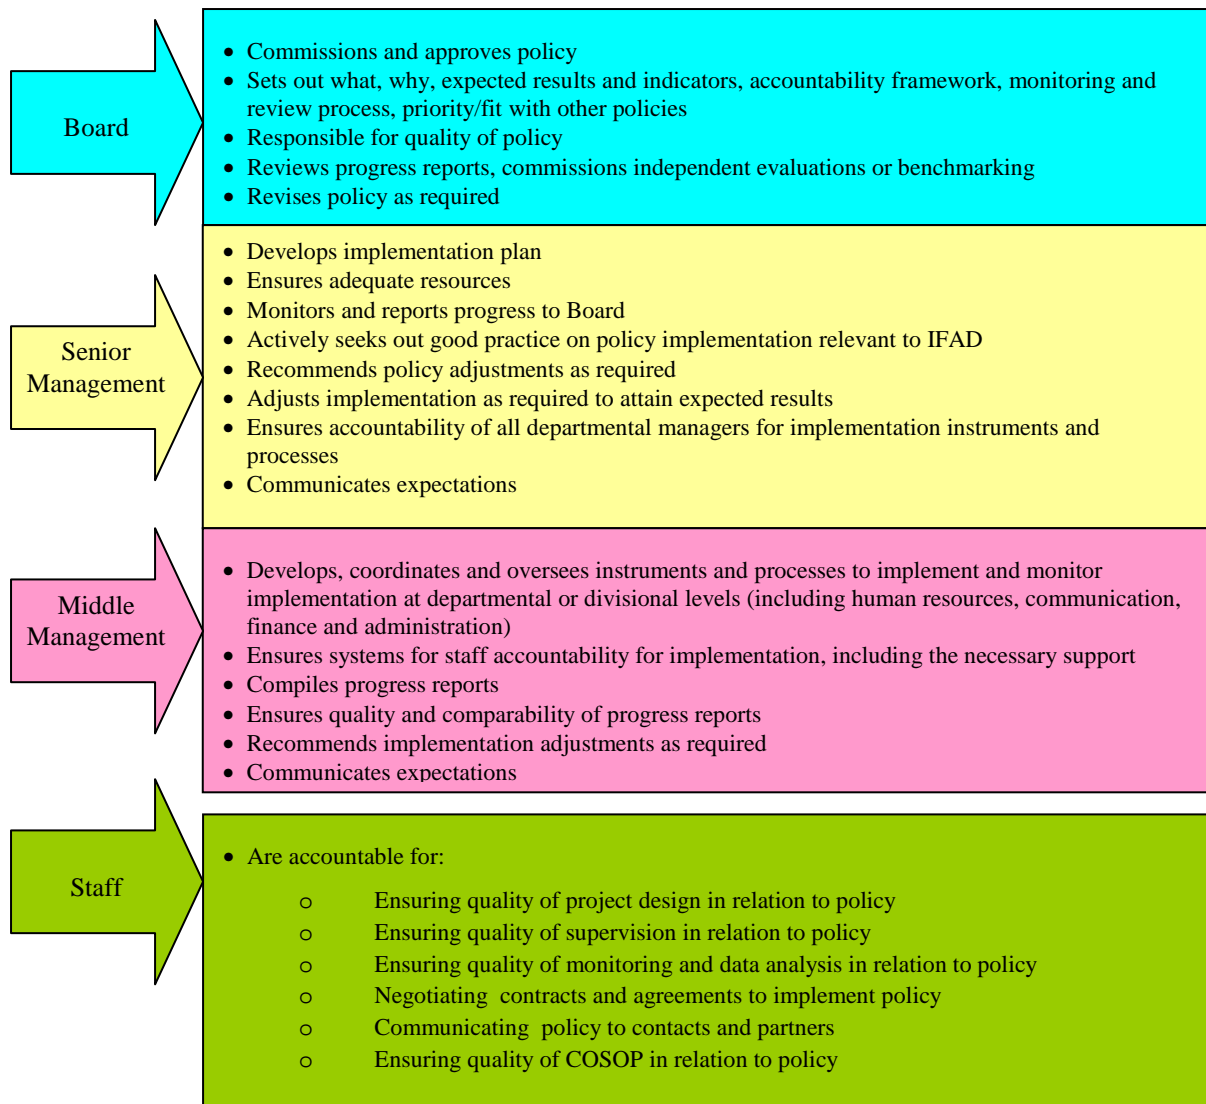 Board
• Commissions and approves policy
• Sets out what, why, expected results and indicators, accountability framework, monitoring and
review process, priority/fit with other policies
• Responsible for quality of policy
• Reviews progress reports, commissions independent evaluations or benchmarking
• Revises policy as required
Senior
Management
• Develops implementation plan
• Ensures adequate resources
• Monitors and reports progress to Board
• Actively seeks out good practice on policy implementation relevant to IFAD
• Recommends policy adjustments as required
• Adjusts implementation as required to attain expected results
• Ensures accountability of all departmental managers for implementation instruments and
processes
• Communicates expectations
Middle
Management
• Develops, coordinates and oversees instruments and processes to implement and monitor
implementation at departmental or divisional levels (including human resources, communication,
finance and administration)
• Ensures systems for staff accountability for implementation, including the necessary support
• Compiles progress reports
• Ensures quality and comparability of progress reports
• Recommends implementation adjustments as required
• Communicates expectations
Staff
• Are accountable for:
o Ensuring quality of project design in relation to policy
o Ensuring quality of supervision in relation to policy
o Ensuring quality of monitoring and data analysis in relation to policy
o Negotiating contracts and agreements to implement policy
o Communicating policy to contacts and partners
o Ensuring quality of COSOP in relation to policy